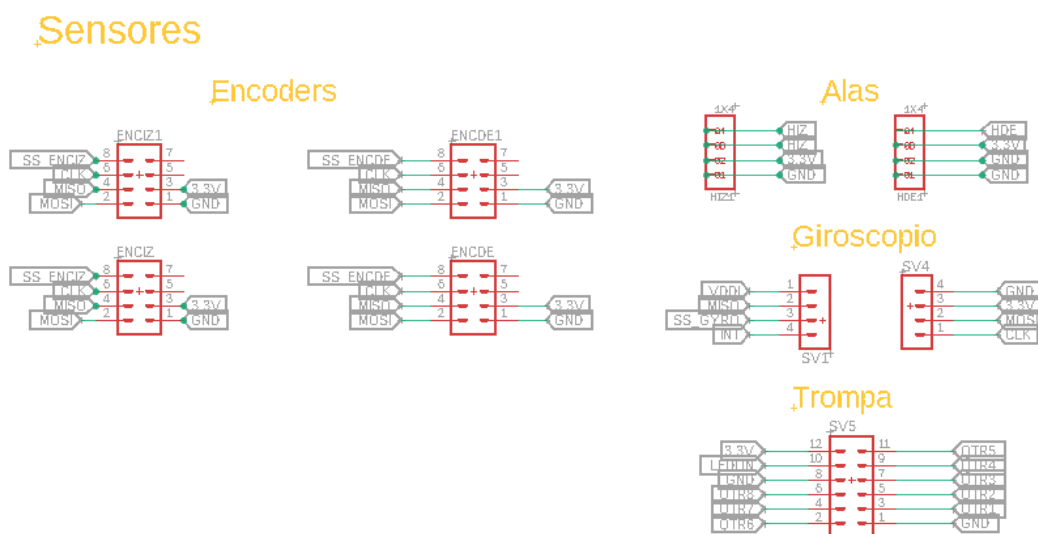 Sensores
Encoders
ENCIZ1
SS_ENCIZ 8 7
CLK 6 5
MISO 4 3 3.3V
MOSI 2 1 GND
ENCDE1
SS_ENCDE 8 7
CLK 6 5
MISO 4 3 3.3V
MOSI 2 1 GND
ENCIZ
SS_ENCIZ 8 7
CLK 6 5
MISO 4 3 3.3V
MOSI 2 1 GND
ENCDE
SS_ENCDE 8 7
CLK 6 5
MISO 4 3 3.3V
MOSI 2 1 GND
Alas
1X4
HIZ
HIZ
3.3V
GND
HIZ1
1X4
HDE
3.3V
GND
GND
HDE1
Giroscopio
VDDI 1
MISO 2
SS_GYRO 3
INT 4
SV1
SV4
4 GND
3 3.3V
2 MOSI
1 CLK
Trompa
SV5
3.3V 12 11 QTR5
LEDON 10 9 QTR4
GND 8 7 QTR3
QTR8 6 5 QTR2
QTR7 4 3 QTR1
QTR6 2 1 GND